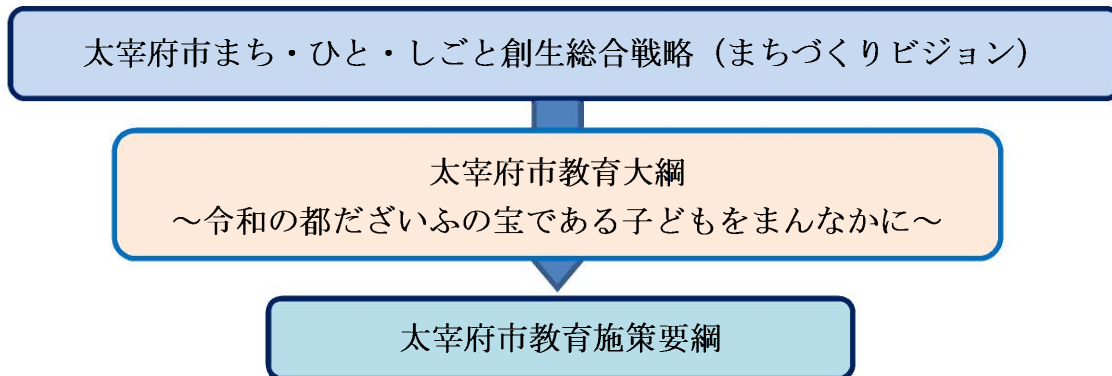 太宰府市まち・ひと・しごと創生総合戦略（まちづくりビジョン）
太宰府市教育大綱
～令和の都だざいふの宝である子どもをまんなかに～
太宰府市教育施策要綱